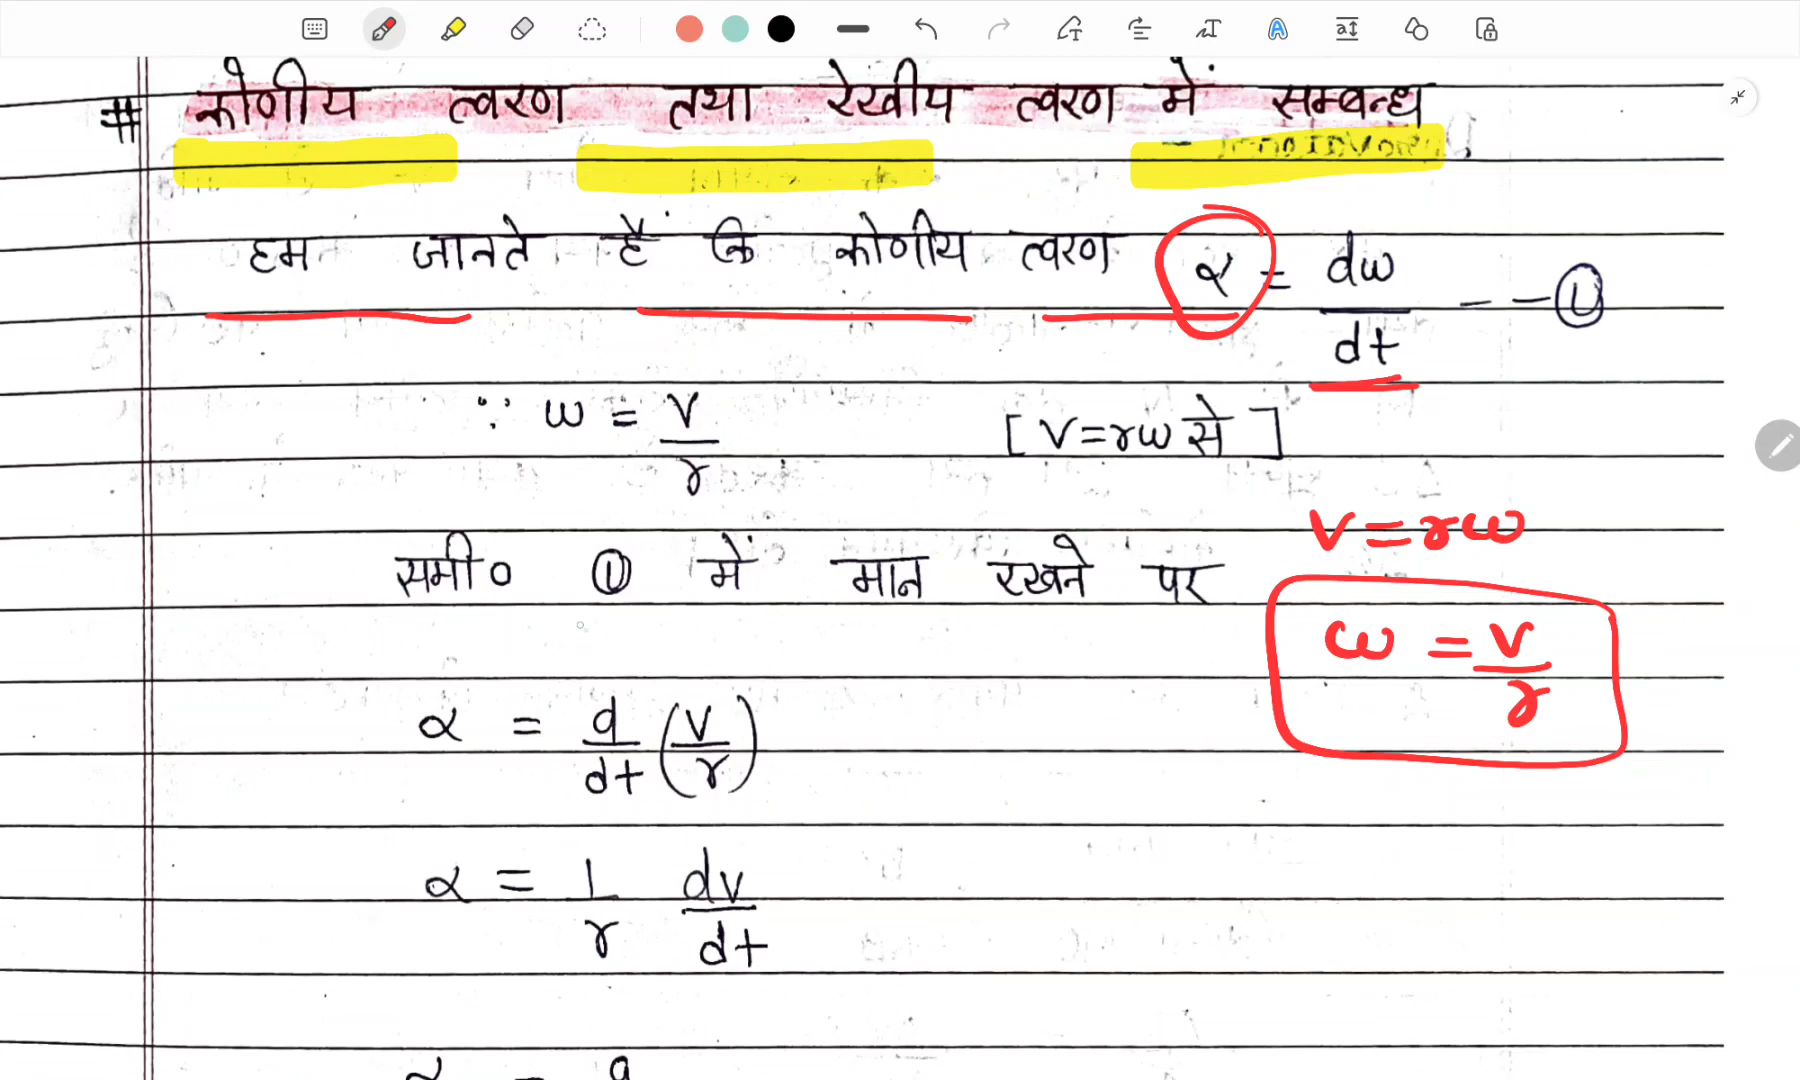 # कोणीय त्वरण तथा रेखीय त्वरण में सम्बन्ध
हम जानते हैं कि कोणीय त्वरण α = dω/dt -- ①
∵ ω = v/r [v=rω से]
v=rω
समी० ① में मान रखने पर
ω = v/r
α = d/dt (v/r)
α = 1/r dv/dt